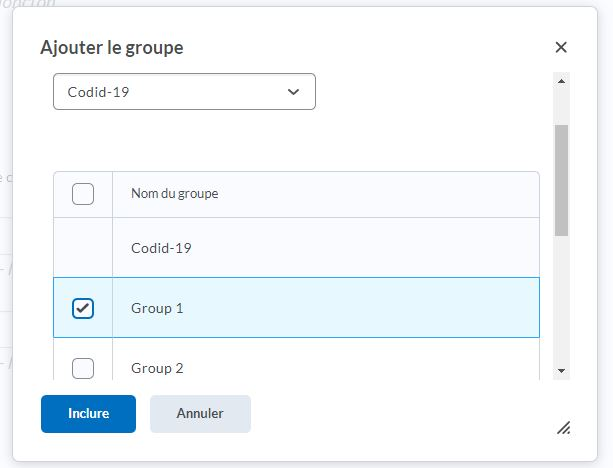 Ajouter le groupe
Codid-19
Nom du groupe
Codid-19
Group 1
Group 2
Inclure
Annuler